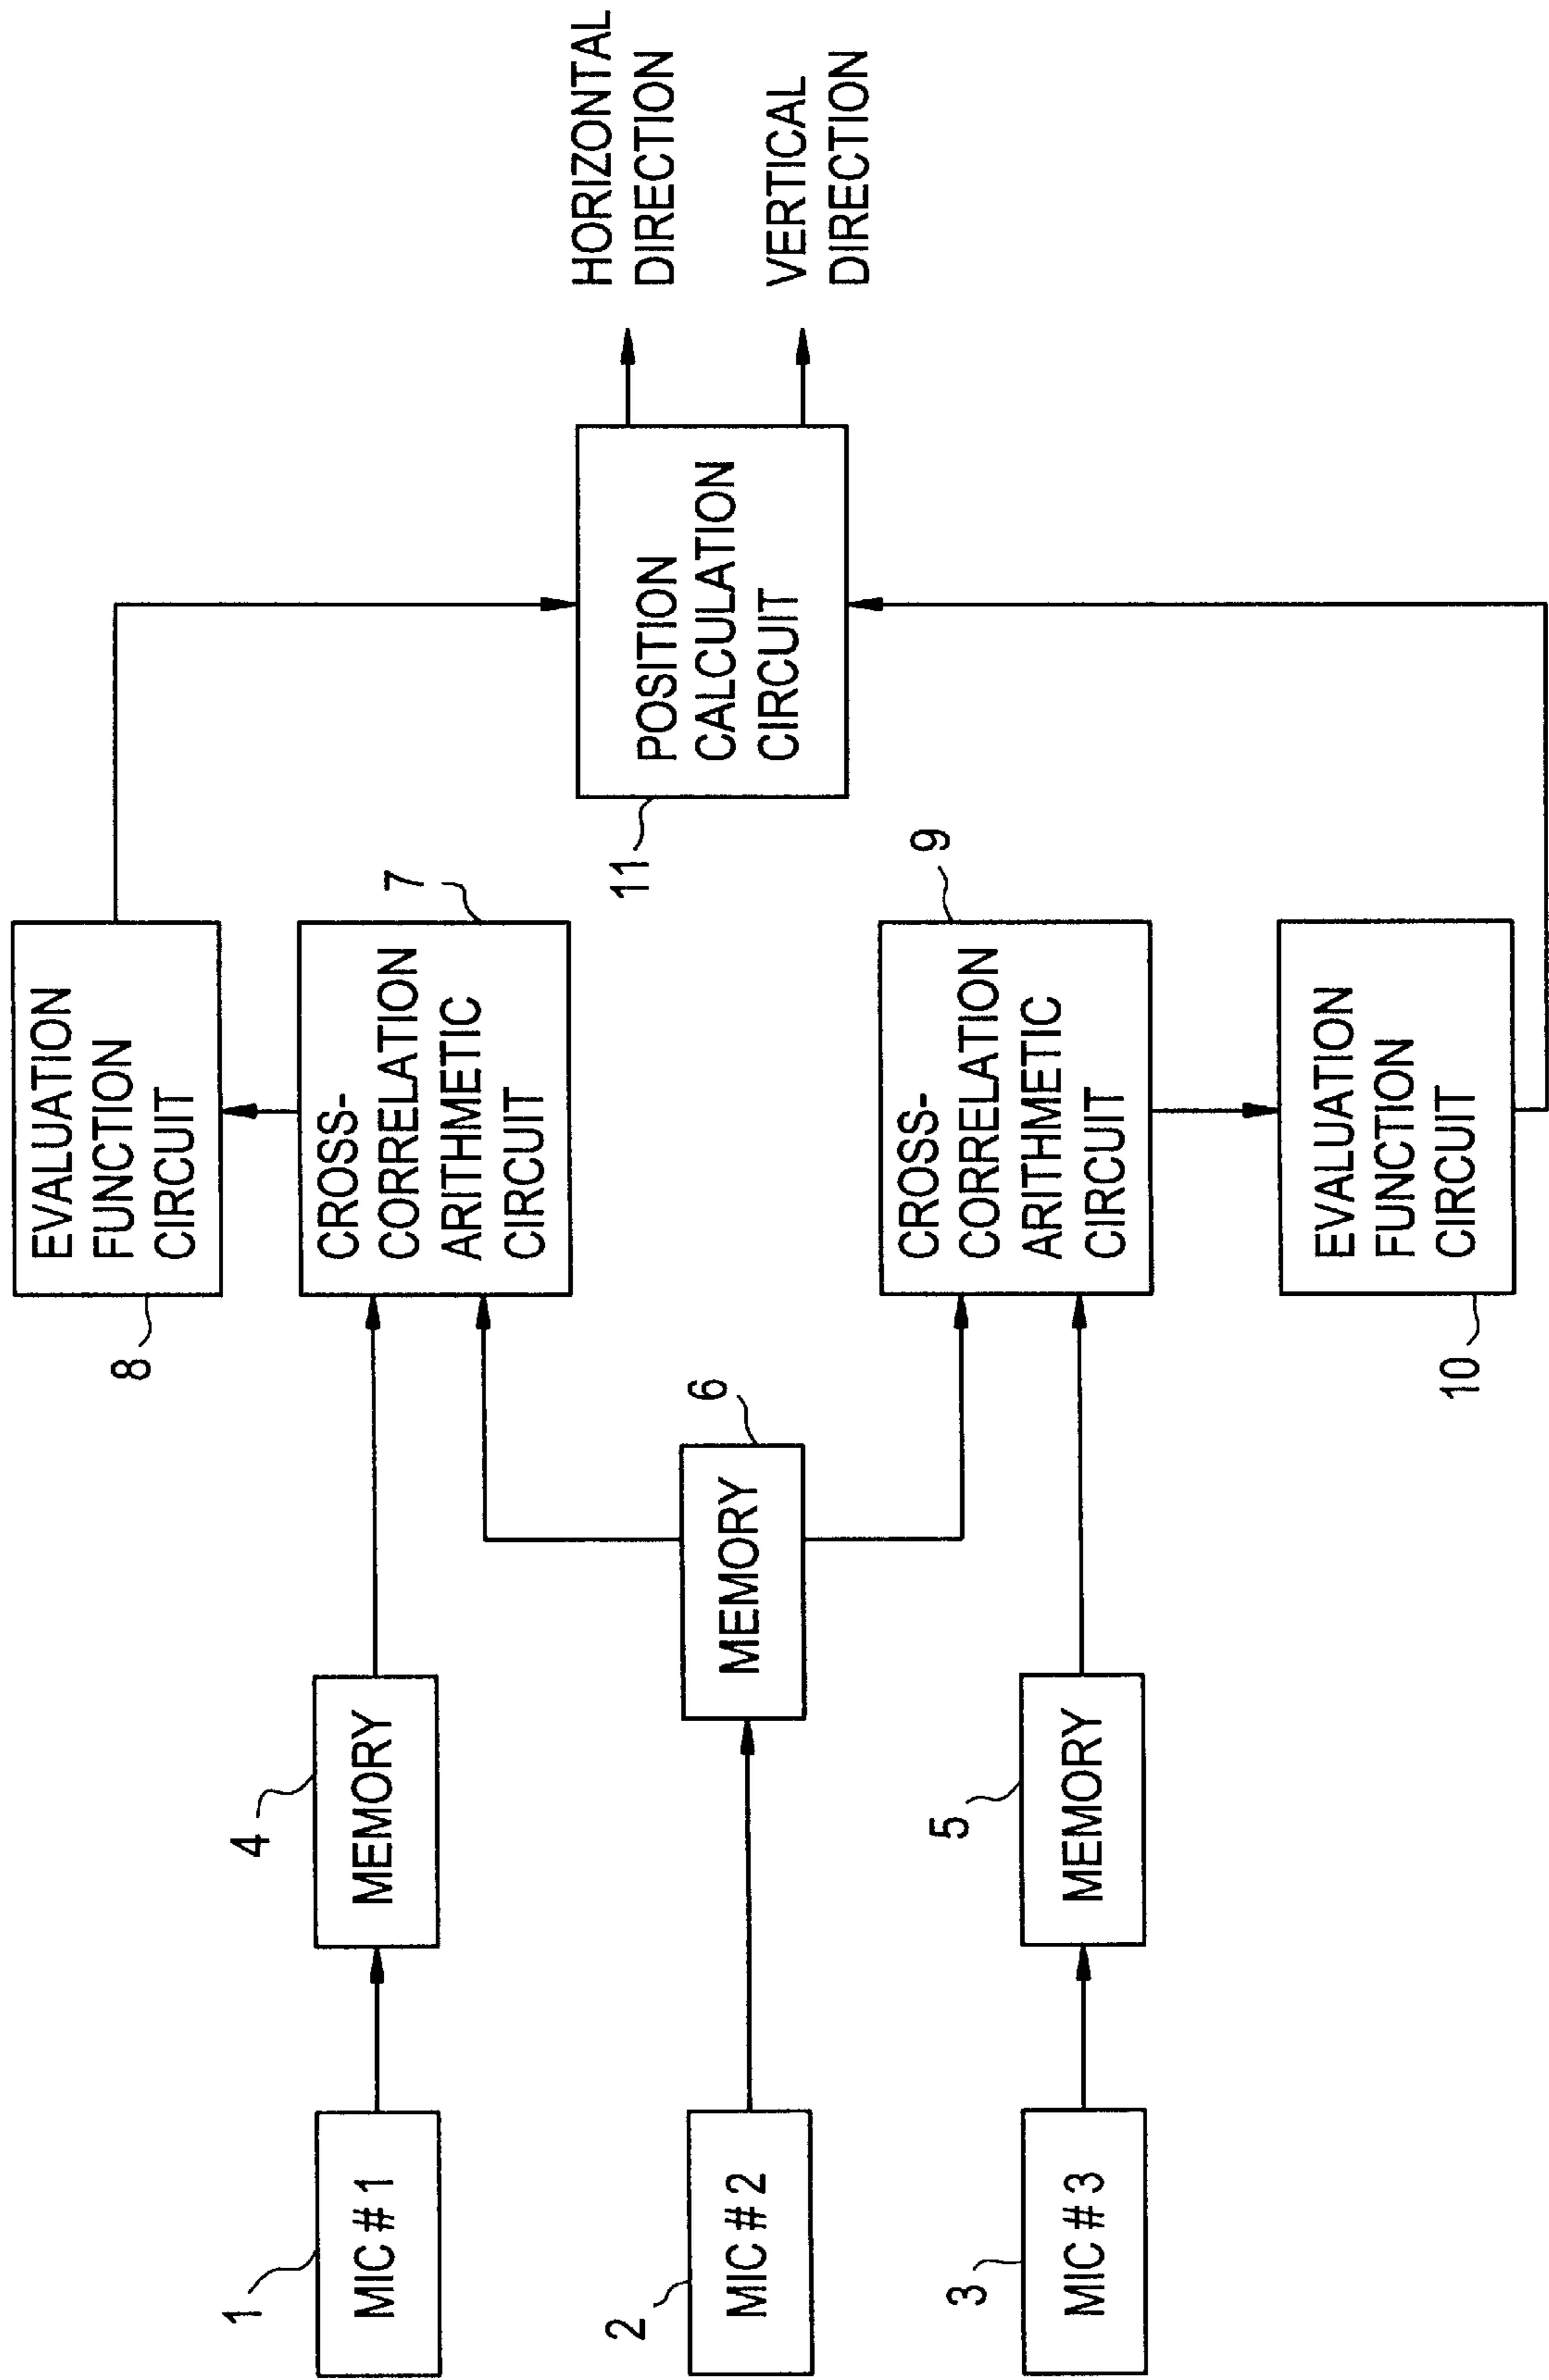 1
MIC # 1
4
MEMORY
8
EVALUATION
FUNCTION
CIRCUIT
7
CROSS-
CORRELATION
ARITHMETIC
CIRCUIT
2
MIC # 2
6
MEMORY
11
POSITION
CALCULATION
CIRCUIT
HORIZONTAL
DIRECTION
VERTICAL
DIRECTION
3
MIC # 3
5
MEMORY
9
CROSS-
CORRELATION
ARITHMETIC
CIRCUIT
10
EVALUATION
FUNCTION
CIRCUIT